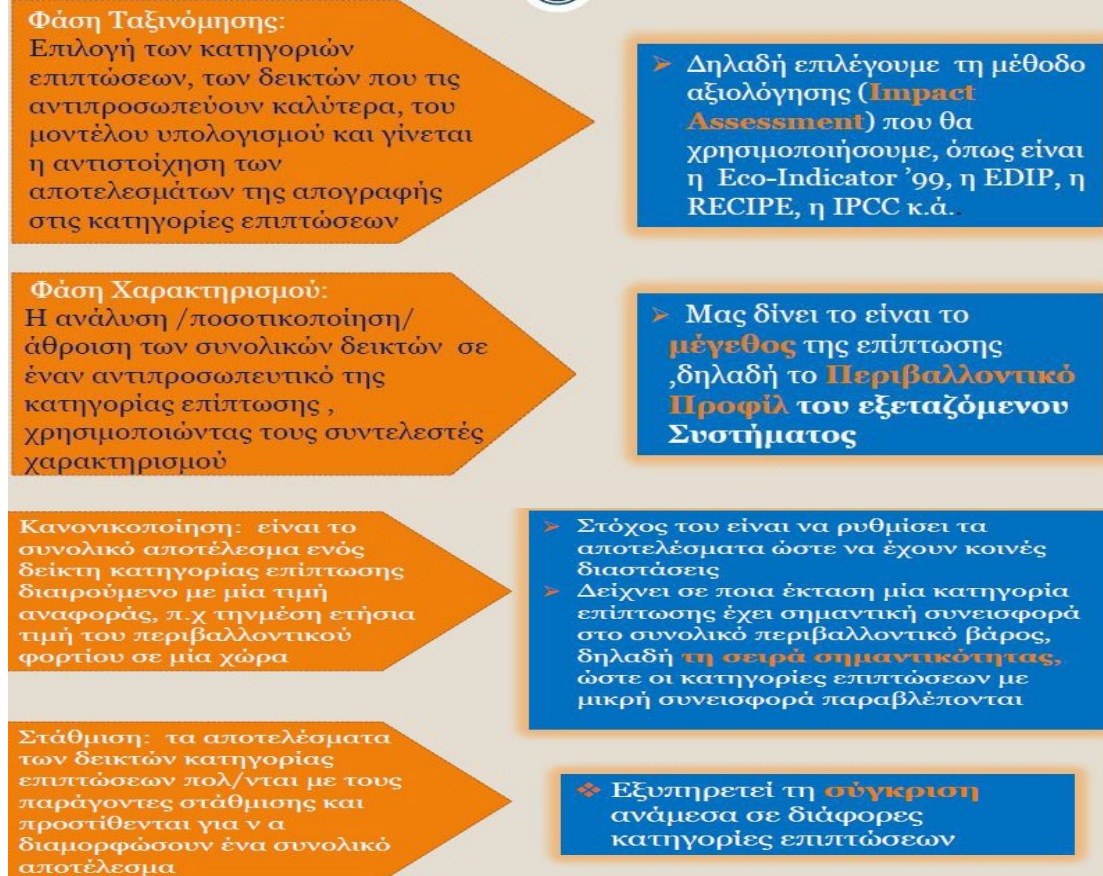 Φάση Ταξινόμησης:
Επιλογή των κατηγοριών
επιπτώσεων, των δεικτών που τις
αντιπροσωπεύουν καλύτερα, του
μοντέλου υπολογισμού και γίνεται
η αντιστοίχηση των
αποτελεσμάτων της απογραφής
στις κατηγορίες επιπτώσεων
➢ Δηλαδή επιλέγουμε τη μέθοδο
αξιολόγησης (Impact
Assessment) που θα
χρησιμοποιήσουμε, όπως είναι
η Eco-Indicator ’99, η EDIP, η
RECIPE, η IPCC κ.ά..
Φάση Χαρακτηρισμού:
Η ανάλυση /ποσοτικοποίηση/
άθροιση των συνολικών δεικτών σε
έναν αντιπροσωπευτικό της
κατηγορίας επίπτωσης ,
χρησιμοποιώντας τους συντελεστές
χαρακτηρισμού
➢ Μας δίνει το είναι το
μέγεθος της επίπτωσης
,δηλαδή το Περιβαλλοντικό
Προφίλ του εξεταζόμενου
Συστήματος
Κανονικοποίηση: είναι το
συνολικό αποτέλεσμα ενός
δείκτη κατηγορίας επίπτωσης
διαιρούμενο με μία τιμή
αναφοράς, π.χ τηνμέση ετήσια
τιμή του περιβαλλοντικού
φορτίου σε μία χώρα
➢ Στόχος του είναι να ρυθμίσει τα
αποτελέσματα ώστε να έχουν κοινές
διαστάσεις
➢ Δείχνει σε ποια έκταση μία κατηγορία
επίπτωσης έχει σημαντική συνεισφορά
στο συνολικό περιβαλλοντικό βάρος,
δηλαδή τη σειρά σημαντικότητας,
ώστε οι κατηγορίες επιπτώσεων με
μικρή συνεισφορά παραβλέπονται
Στάθμιση: τα αποτελέσματα
των δεικτών κατηγορίας
επιπτώσεων πολ/νται με τους
παράγοντες στάθμισης και
προστίθενται για ν α
διαμορφώσουν ένα συνολικό
αποτέλεσμα
❖ Εξυπηρετεί τη σύγκριση
ανάμεσα σε διάφορες
κατηγορίες επιπτώσεων